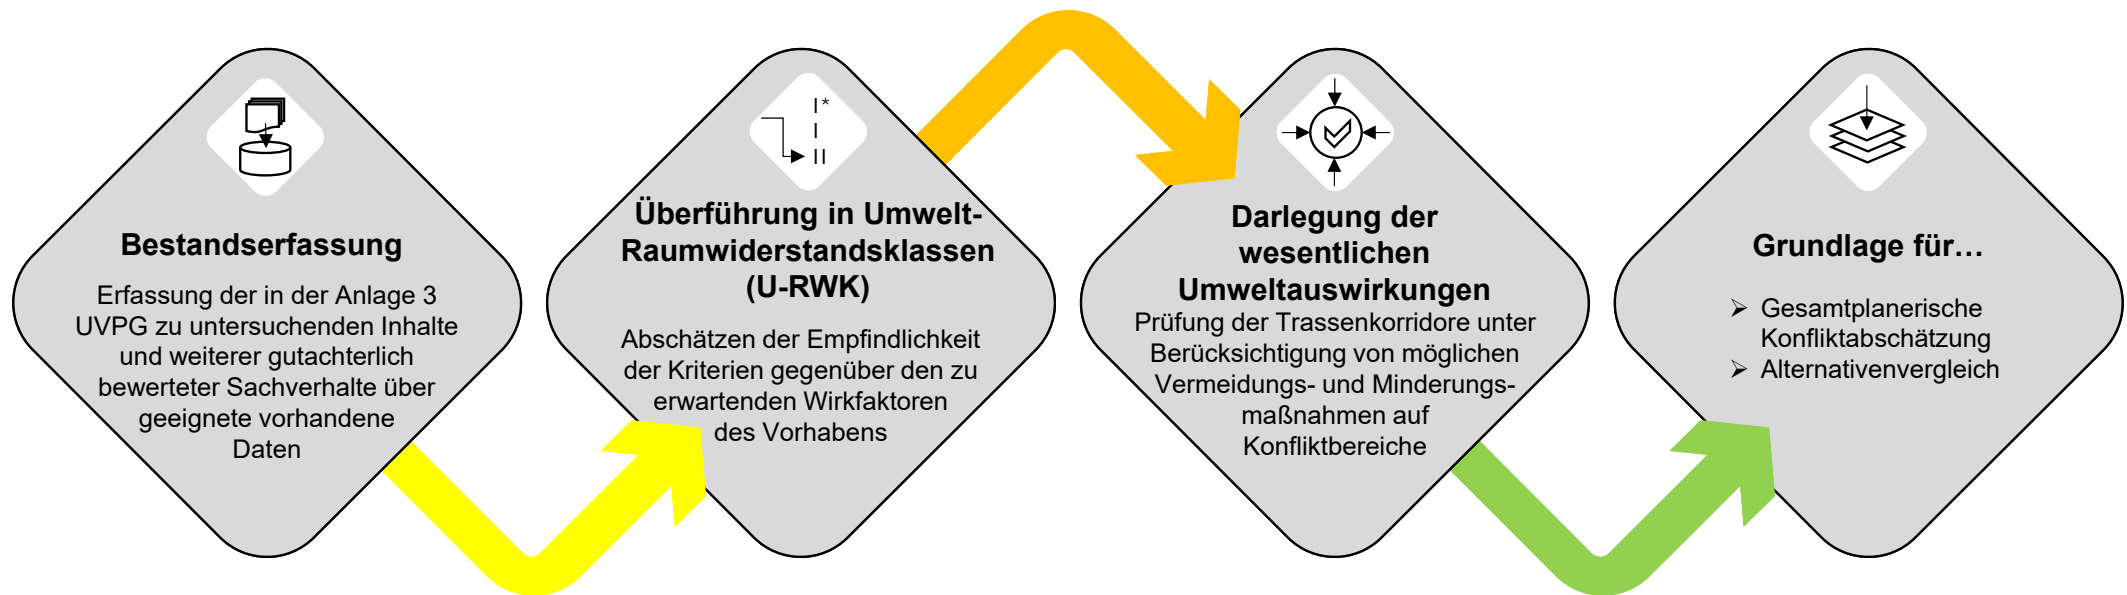 Bestandserfassung
Erfassung der in der Anlage 3
UVPG zu untersuchenden Inhalte
und weiterer gutachterlich
bewerteter Sachverhalte über
geeignete vorhandene
Daten
I*
I
II
Überführung in Umwelt-
Raumwiderstandsklassen
(U-RWK)
Abschätzen der Empfindlichkeit
der Kriterien gegenüber den zu
erwartenden Wirkfaktoren
des Vorhabens
Darlegung der
wesentlichen
Umweltauswirkungen
Prüfung der Trassenkorridore unter
Berücksichtigung von möglichen
Vermeidungs- und Minderungs-
maßnahmen auf
Konfliktbereiche
Grundlage für…
➢ Gesamtplanerische
Konfliktabschätzung
➢ Alternativenvergleich